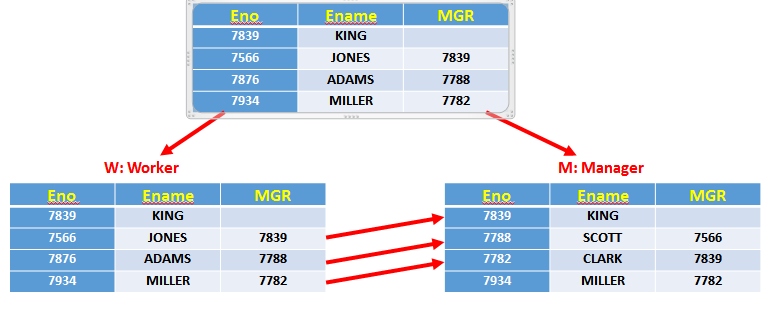 Eno Ename MGR
7839 KING
7566 JONES 7839
7876 ADAMS 7788
7934 MILLER 7782
W: Worker
M: Manager
Eno Ename MGR
7839 KING
7566 JONES 7839
7876 ADAMS 7788
7934 MILLER 7782
Eno Ename MGR
7839 KING
7788 SCOTT 7566
7782 CLARK 7839
7934 MILLER 7782